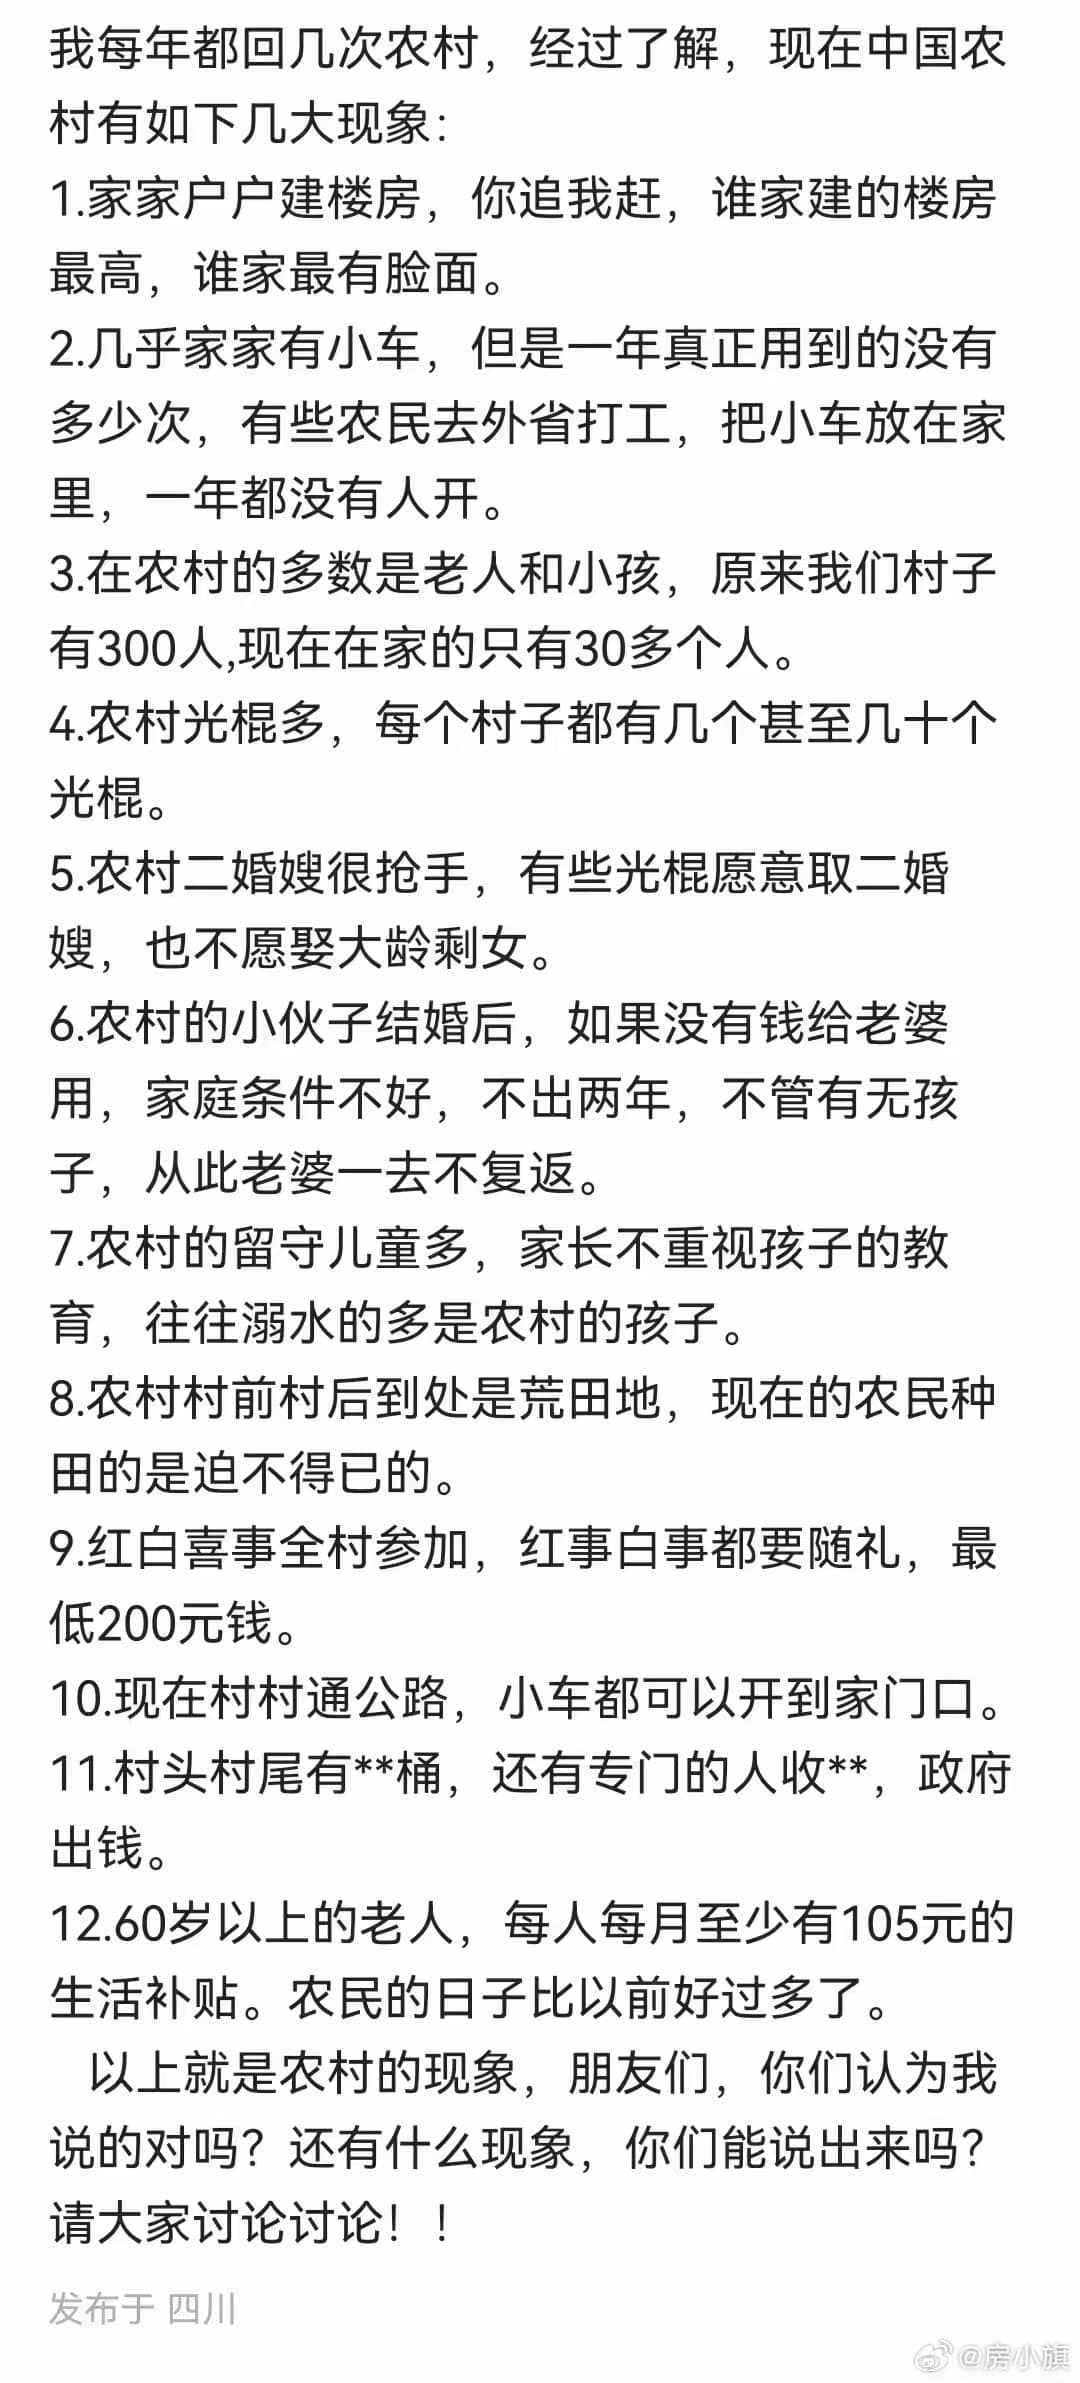 我每年都回几次农村，经过了解，现在中国农
村有如下几大现象：
1.家家户户建楼房，你追我赶，谁家建的楼房
最高，谁家最有脸面。
2.几乎家家有小车，但是一年真正用到的没有
多少次，有些农民去外省打工，把小车放在家
里，一年都没有人开。
3.在农村的多数是老人和小孩，原来我们村子
有300人,现在在家的只有30多个人。
4.农村光棍多，每个村子都有几个甚至几十个
光棍。
5.农村二婚嫂很抢手，有些光棍愿意取二婚
嫂，也不愿娶大龄剩女。
6.农村的小伙子结婚后，如果没有钱给老婆
用，家庭条件不好，不出两年，不管有无孩
子，从此老婆一去不复返。
7.农村的留守儿童多，家长不重视孩子的教
育，往往溺水的多是农村的孩子。
8.农村村前村后到处是荒田地，现在的农民种
田的是迫不得已的。
9.红白喜事全村参加，红事白事都要随礼，最
低200元钱。
10.现在村村通公路，小车都可以开到家门口。
11.村头村尾有**桶，还有专门的人收**，政府
出钱。
12.60岁以上的老人，每人每月至少有105元的
生活补贴。农民的日子比以前好过多了。
以上就是农村的现象，朋友们，你们认为我
说的对吗？还有什么现象，你们能说出来吗？
请大家讨论讨论！！
发布于 四川
@房小旗